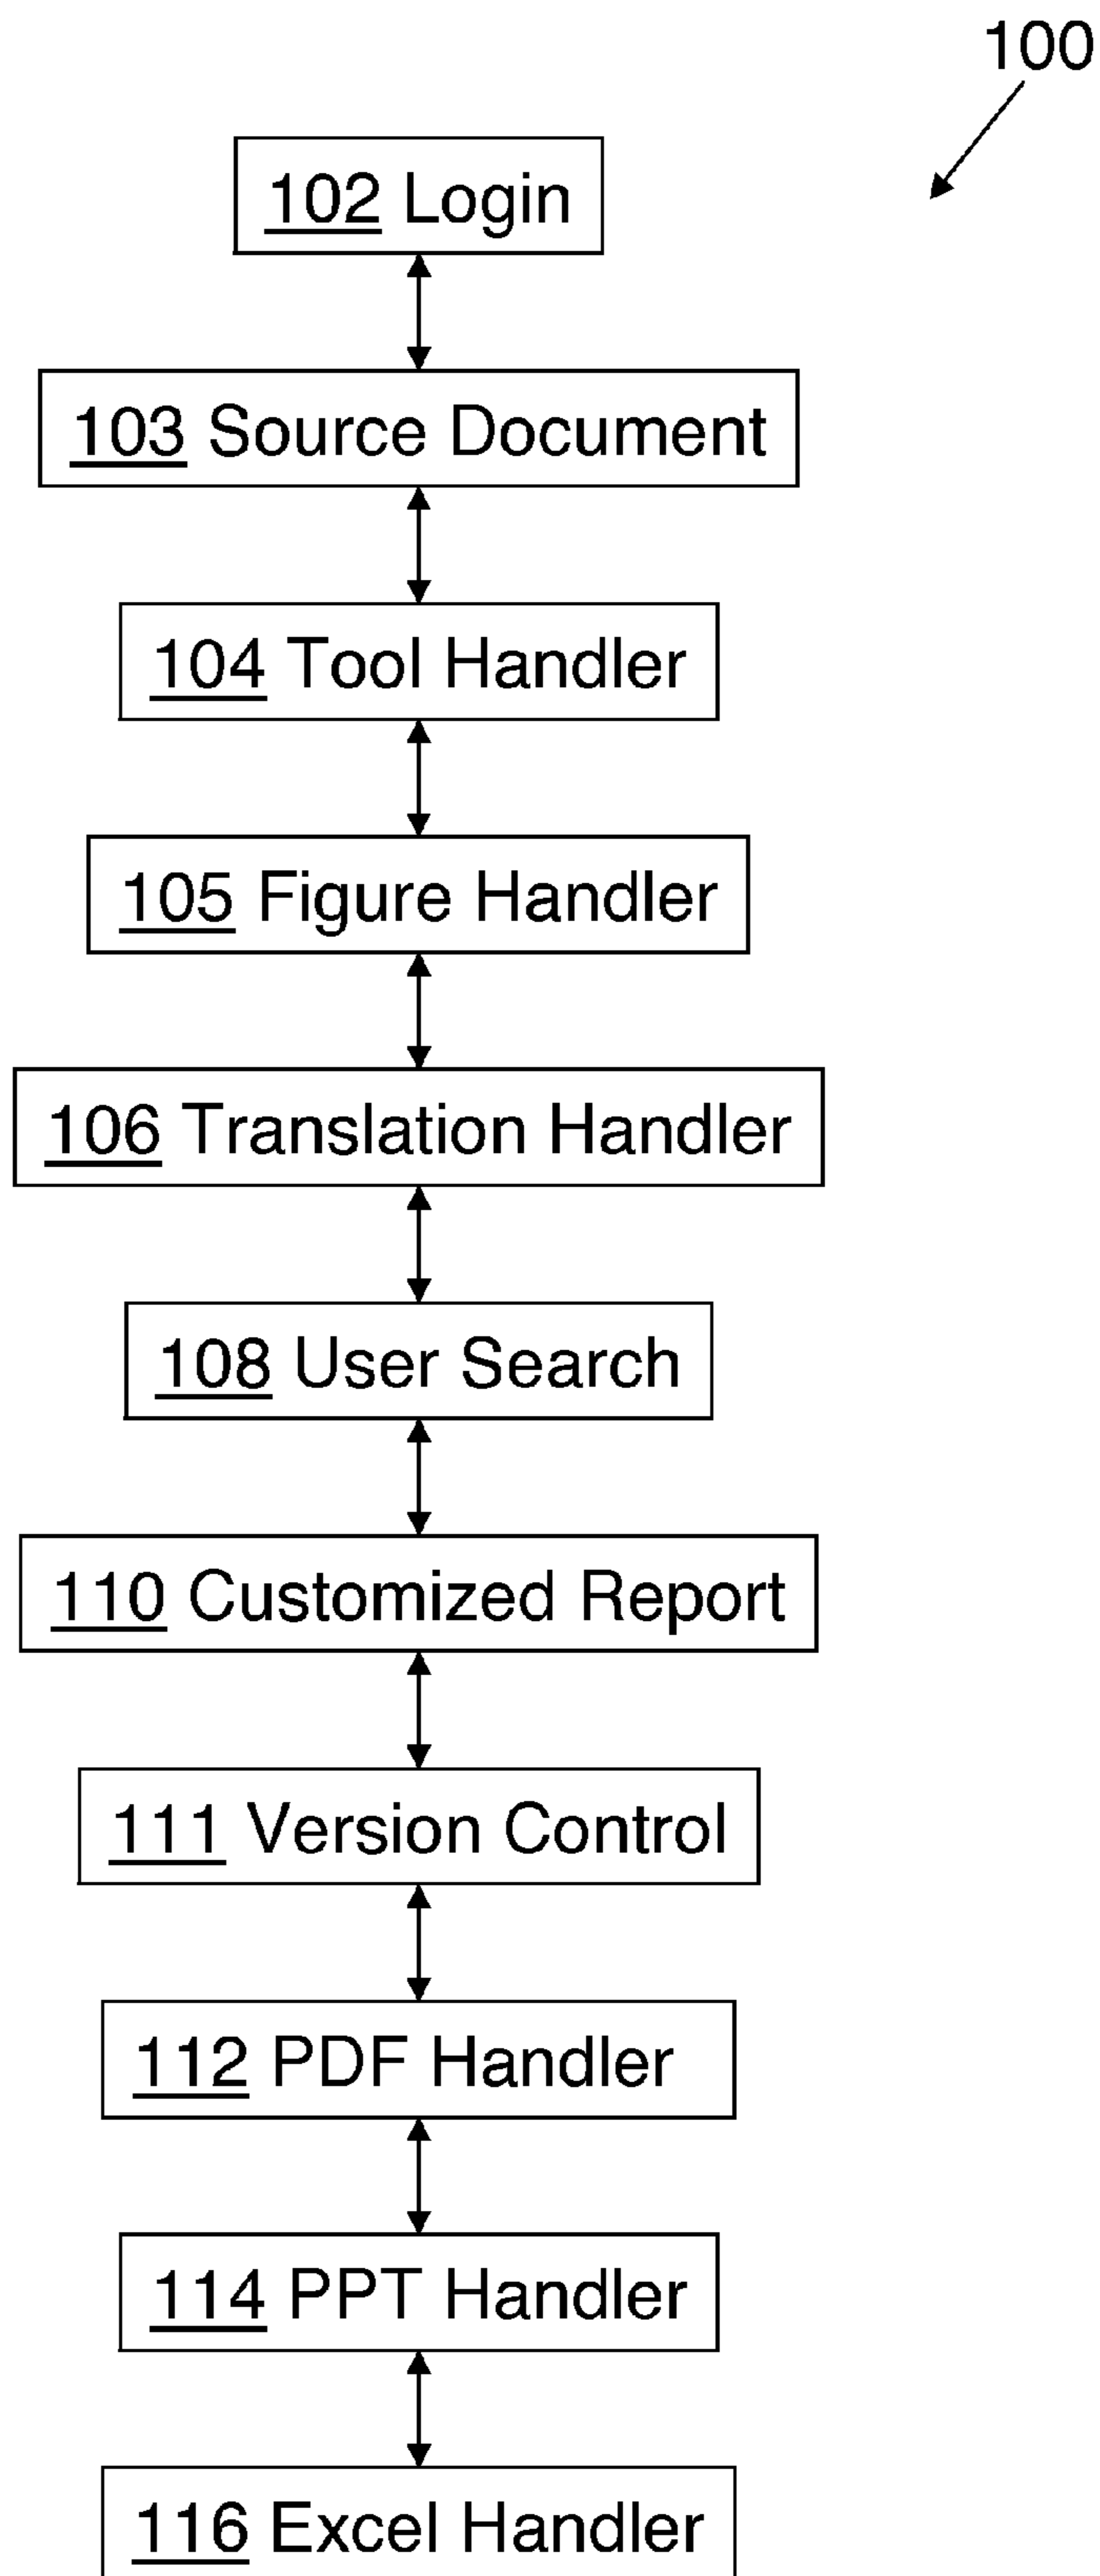 100
102 Login
103 Source Document
104 Tool Handler
105 Figure Handler
106 Translation Handler
108 User Search
110 Customized Report
111 Version Control
112 PDF Handler
114 PPT Handler
116 Excel Handler